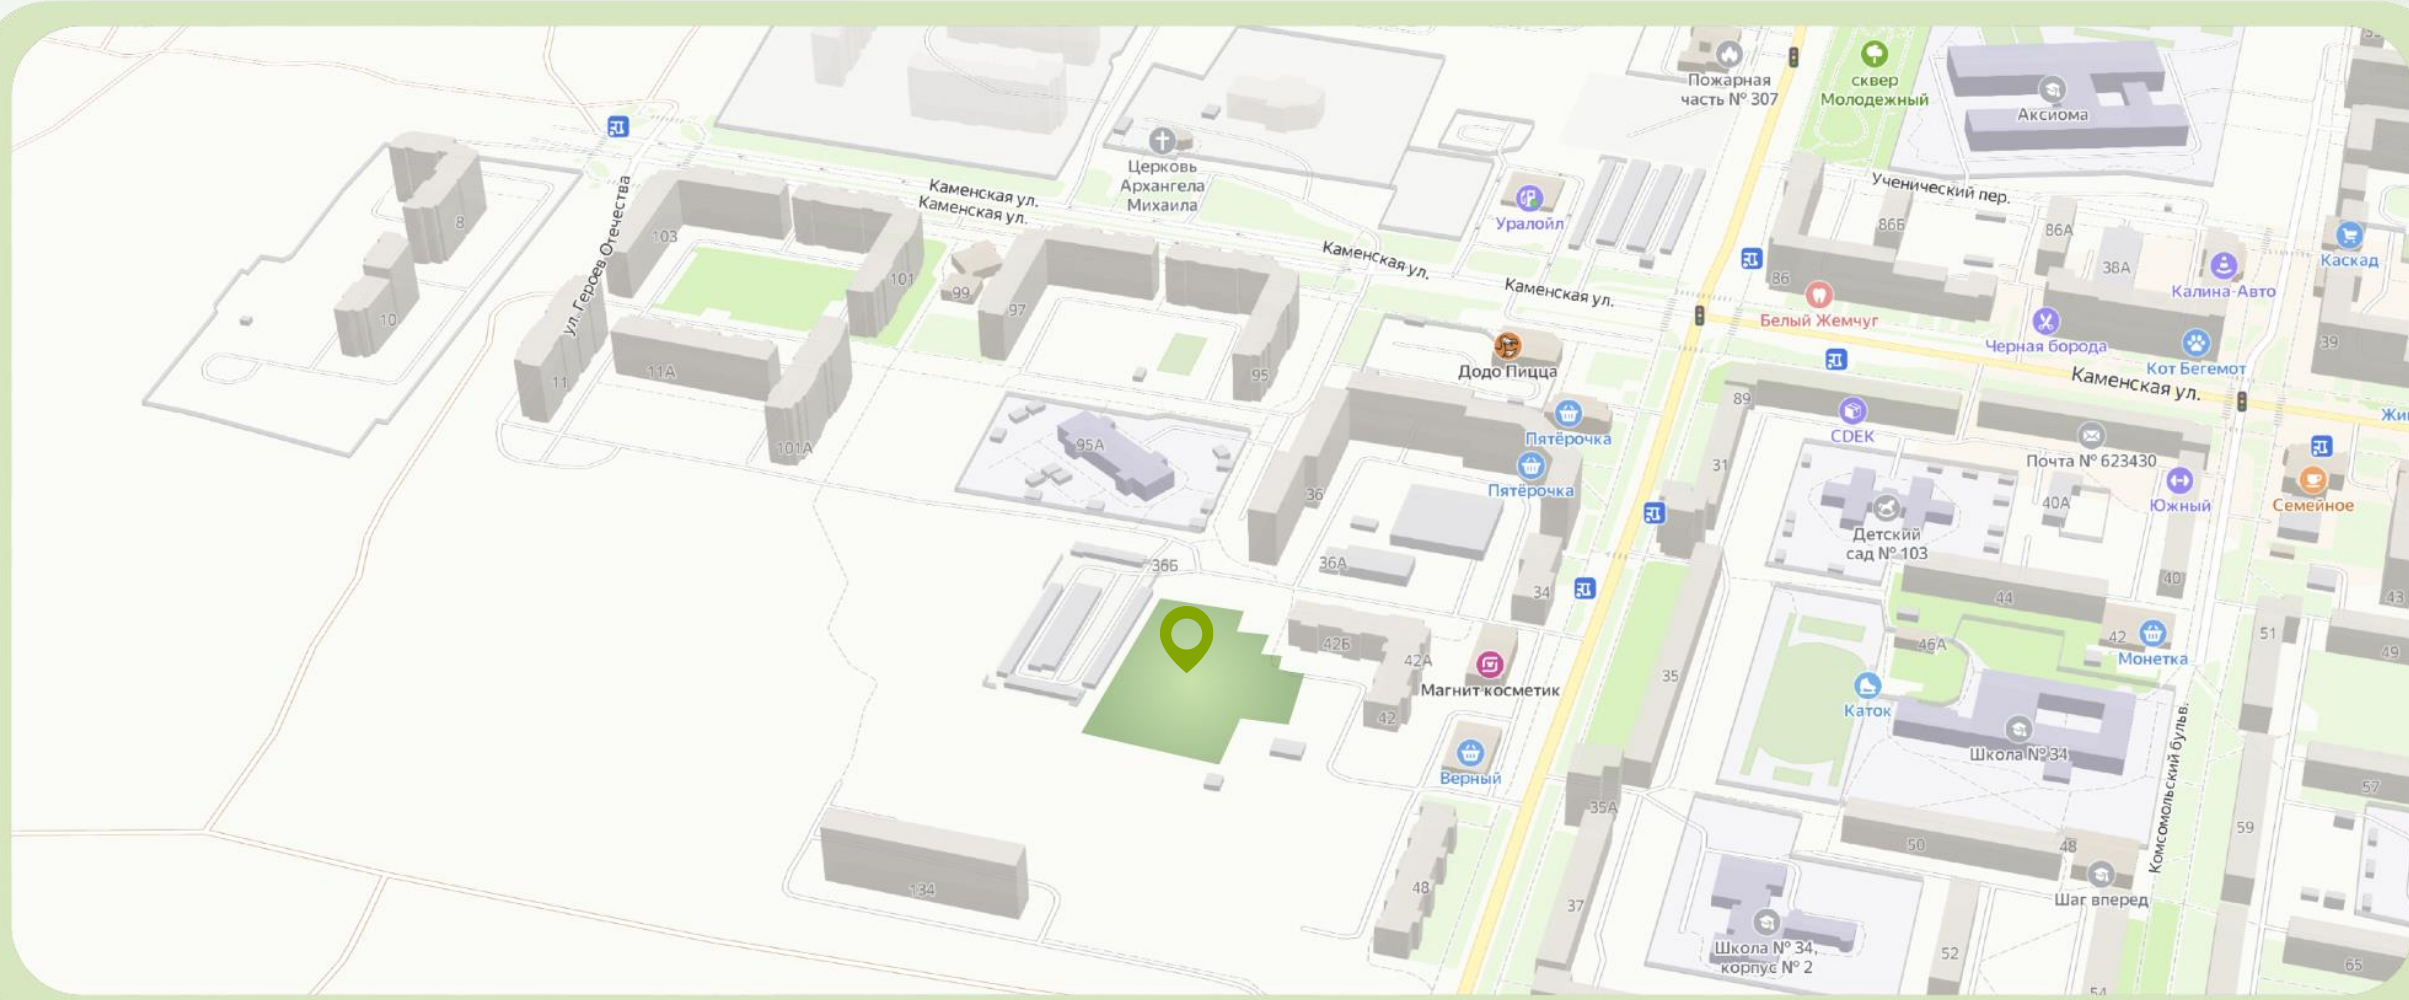 Пожарная
часть № 307
сквер
Молодежный
Аксиома
Церковь
Архангела
Михаила
Каменская ул.
Каменская ул.
Уралойл
Ученический пер.
8
ул. Героев Отечества
103
101
99
97
10
Каменская ул.
Каменская ул.
86Б
86А
38А
86
Каскад
Калина-Авто
Белый Жемчуг
Черная борода
Кот Бегемот
39
Каменская ул.
11
11А
95
Додо Пицца
89
CDEK
101А
95А
Пятёрочка
Пятёрочка
31
Почта № 623430
Южный
Семейное
40А
36
Детский
сад № 103
36Б
36А
34
44
40
43
42Б
42А
Магнит косметик
42
35
46А
42
Монетка
51
49
Каток
Школа № 34
Верный
Комсомольский бульв.
57
35А
134
48
50
48
59
Шаг вперед
37
Школа № 34,
корпус № 2
52
54
65